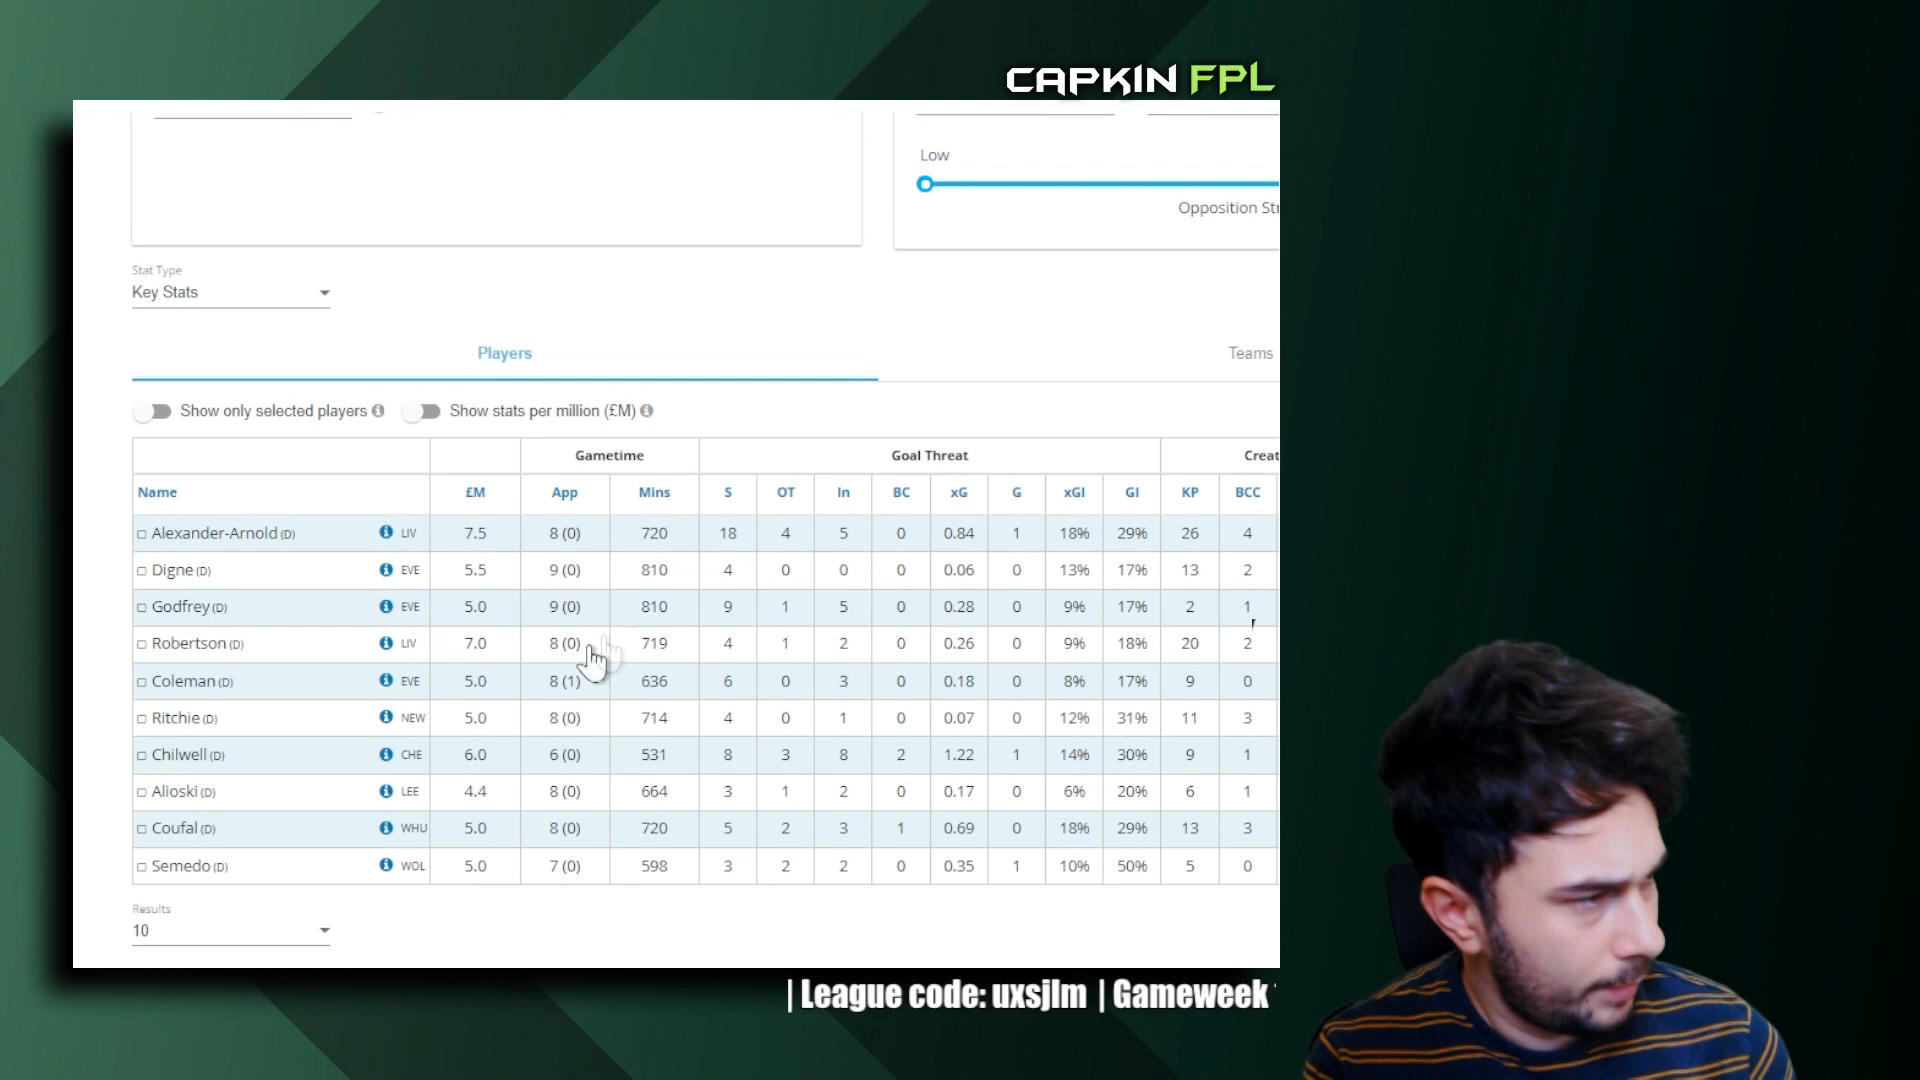 CAPKIN FPL
Low
Opposition Str
Stat Type
Key Stats
Players Teams
Show only selected players Show stats per million (£M)
Gametime Goal Threat Creat
Name £M App Mins S OT In BC xG G xGI GI KP BCC
Alexander-Arnold (D) LIV 7.5 8 (0) 720 18 4 5 0 0.84 1 18% 29% 26 4
Digne (D) EVE 5.5 9 (0) 810 4 0 0 0 0.06 0 13% 17% 13 2
Godfrey (D) EVE 5.0 9 (0) 810 9 1 5 0 0.28 0 9% 17% 2 1
Robertson (D) LIV 7.0 8 (0) 719 4 1 2 0 0.26 0 9% 18% 20 2
Coleman (D) EVE 5.0 8 (1) 636 6 0 3 0 0.18 0 8% 17% 9 0
Ritchie (D) NEW 5.0 8 (0) 714 4 0 1 0 0.07 0 12% 31% 11 3
Chilwell (D) CHE 6.0 6 (0) 531 8 3 8 2 1.22 1 14% 30% 9 1
Alioski (D) LEE 4.4 8 (0) 664 3 1 2 0 0.17 0 6% 20% 6 1
Coufal (D) WHU 5.0 8 (0) 720 5 2 3 1 0.69 0 18% 29% 13 3
Semedo (D) WOL 5.0 7 (0) 598 3 2 2 0 0.35 1 10% 50% 5 0
Results
10
| League code: uxsjlm | Gameweek